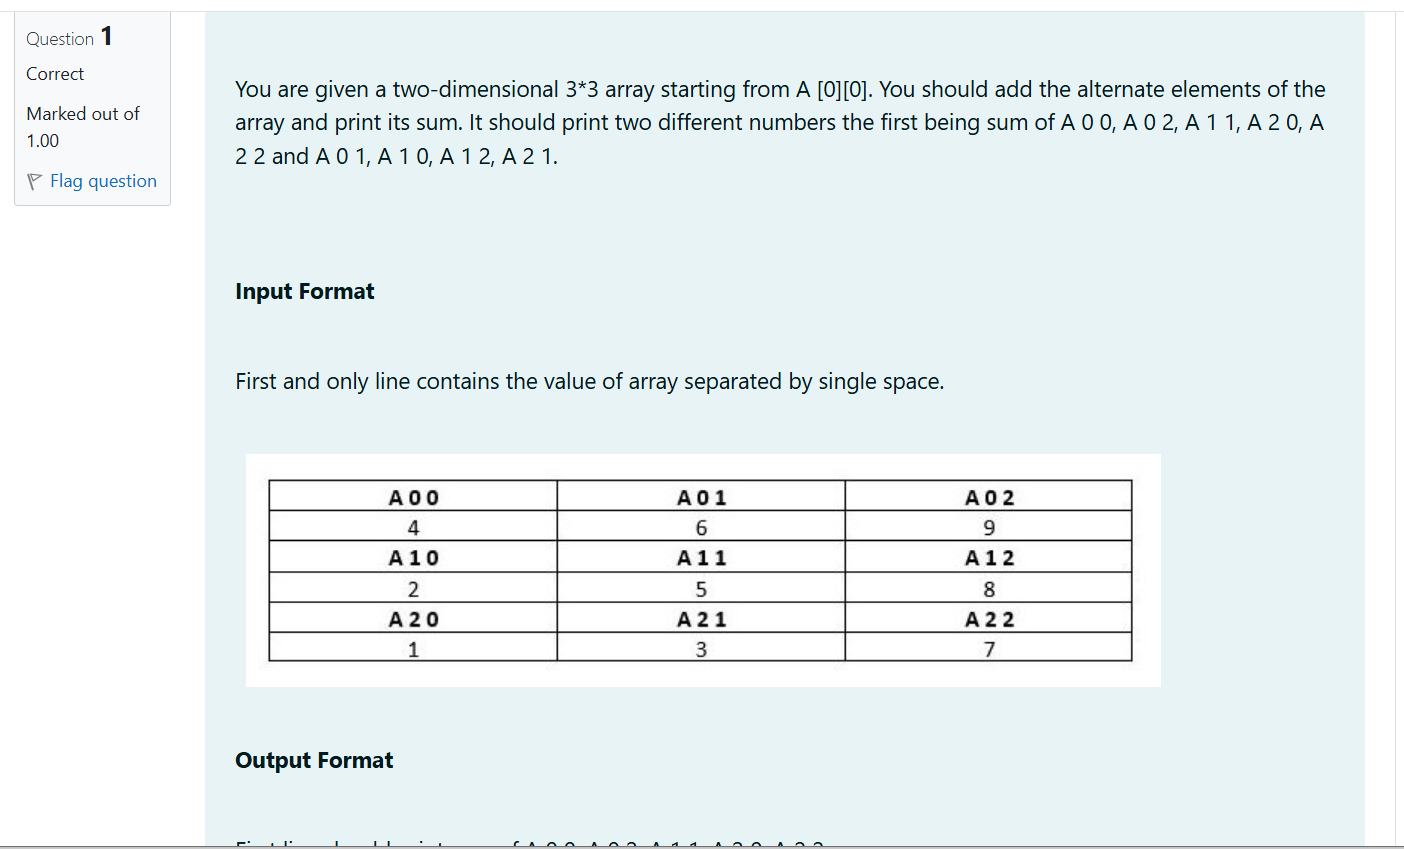 Question 1
Correct
Marked out of
1.00
Flag question
You are given a two-dimensional 3*3 array starting from A [0][0]. You should add the alternate elements of the
array and print its sum. It should print two different numbers the first being sum of A 0 0, A 0 2, A 1 1, A 2 0, A
2 2 and A 0 1, A 1 0, A 1 2, A 2 1.
Input Format
First and only line contains the value of array separated by single space.
A 0 0 A 0 1 A 0 2
4 6 9
A 1 0 A 1 1 A 1 2
2 5 8
A 2 0 A 2 1 A 2 2
1 3 7
Output Format